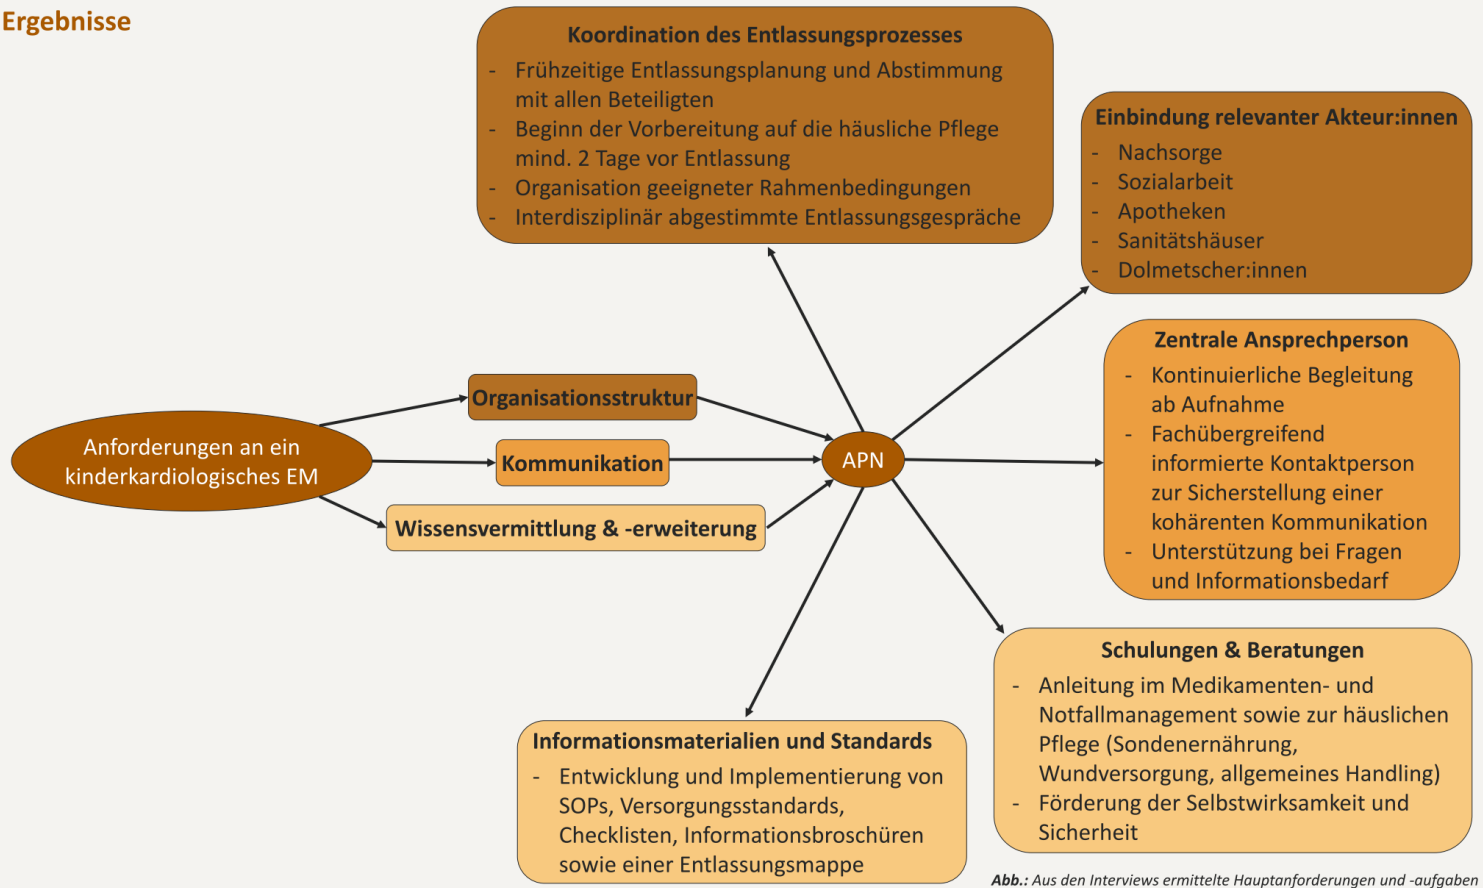 Ergebnisse
Koordination des Entlassungsprozesses
- Frühzeitige Entlassungsplanung und Abstimmung
mit allen Beteiligten
- Beginn der Vorbereitung auf die häusliche Pflege
mind. 2 Tage vor Entlassung
- Organisation geeigneter Rahmenbedingungen
- Interdisziplinär abgestimmte Entlassungsgespräche
Einbindung relevanter Akteur:innen
- Nachsorge
- Sozialarbeit
- Apotheken
- Sanitätshäuser
- Dolmetscher:innen
Anforderungen an ein
kinderkardiologisches EM
Organisationsstruktur
Kommunikation
Wissensvermittlung & -erweiterung
APN
Zentrale Ansprechperson
- Kontinuierliche Begleitung
ab Aufnahme
- Fachübergreifend
informierte Kontaktperson
zur Sicherstellung einer
kohärenten Kommunikation
- Unterstützung bei Fragen
und Informationsbedarf
Schulungen & Beratungen
- Anleitung im Medikamenten- und
Notfallmanagement sowie zur häuslichen
Pflege (Sondenernährung,
Wundversorgung, allgemeines Handling)
- Förderung der Selbstwirksamkeit und
Sicherheit
Informationsmaterialien und Standards
- Entwicklung und Implementierung von
SOPs, Versorgungsstandards,
Checklisten, Informationsbroschüren
sowie einer Entlassungsmappe
Abb.: Aus den Interviews ermittelte Hauptanforderungen und -aufgaben